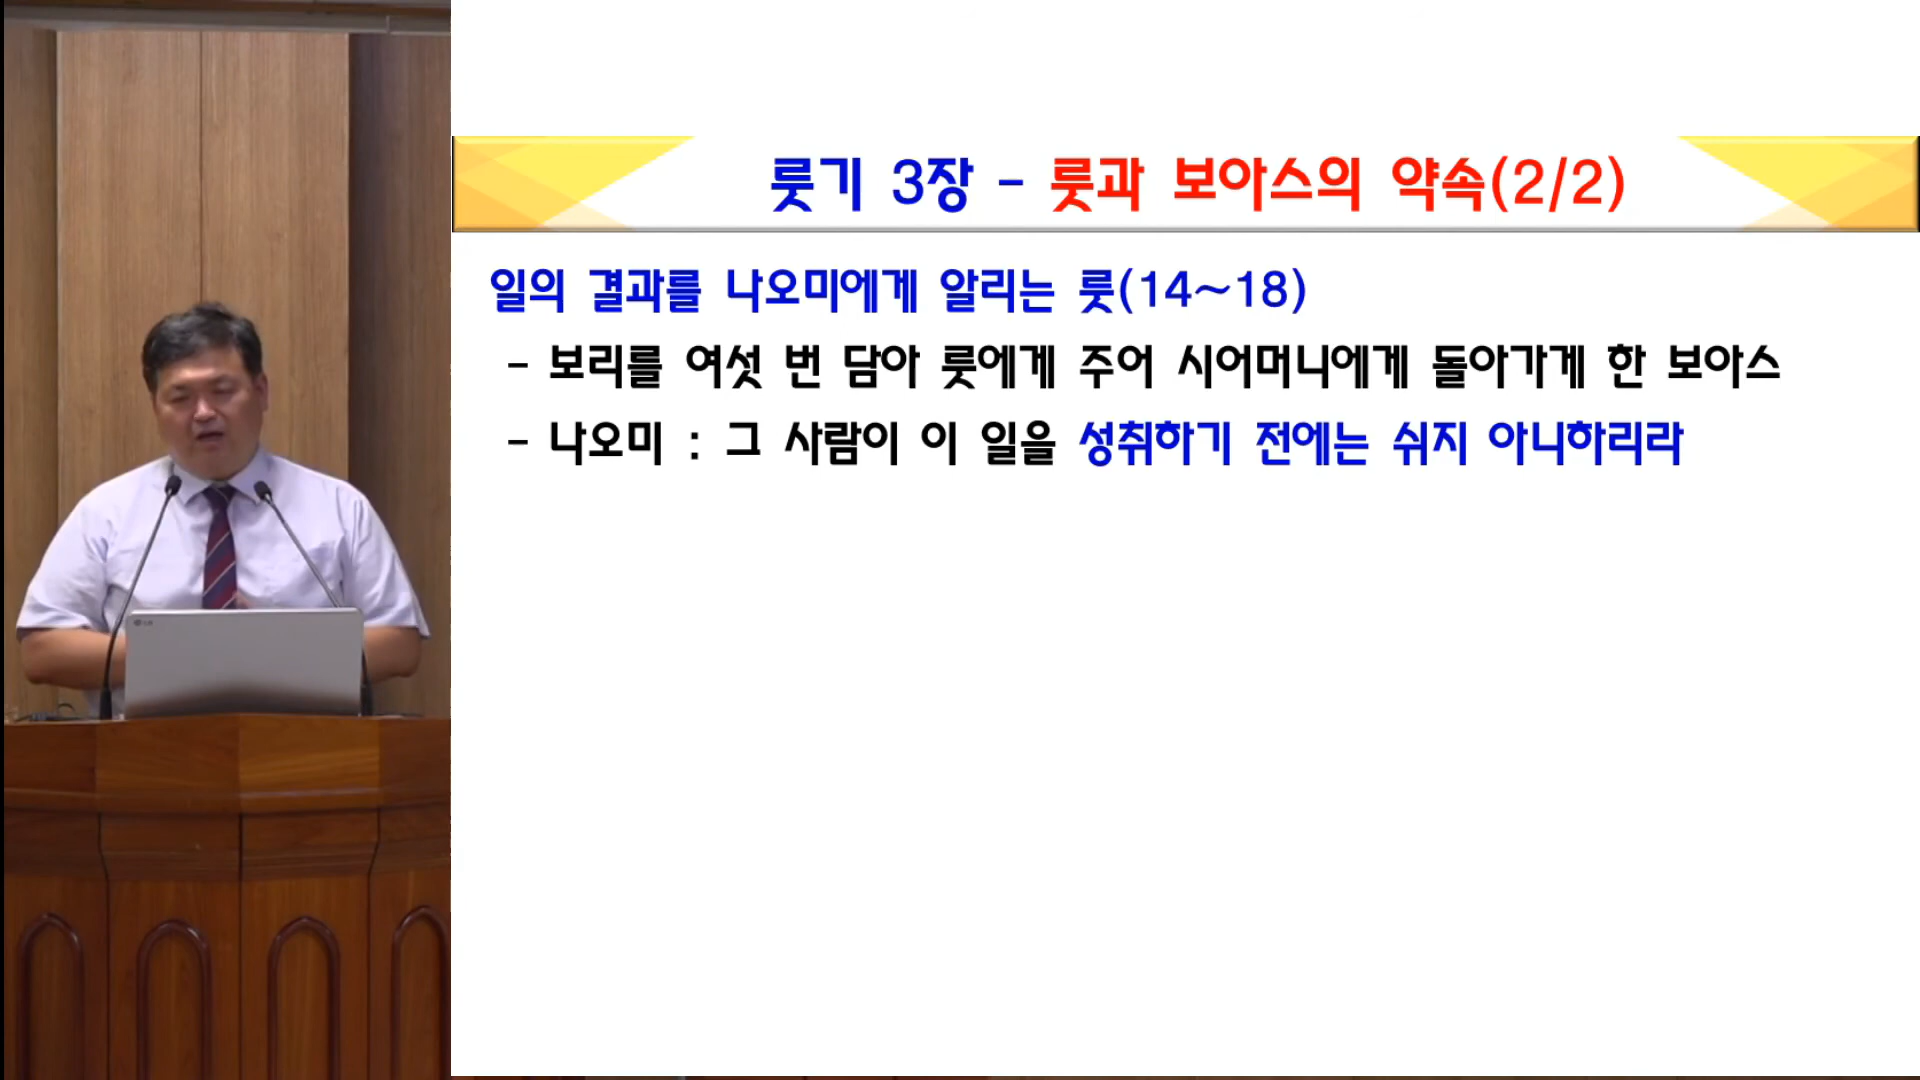 룻기 3장 - 룻과 보아스의 약속(2/2)
일의 결과를 나오미에게 알리는 룻(14~18)
- 보리를 여섯 번 담아 룻에게 주어 시어머니에게 돌아가게 한 보아스
- 나오미 : 그 사람이 이 일을 성취하기 전에는 쉬지 아니하리라